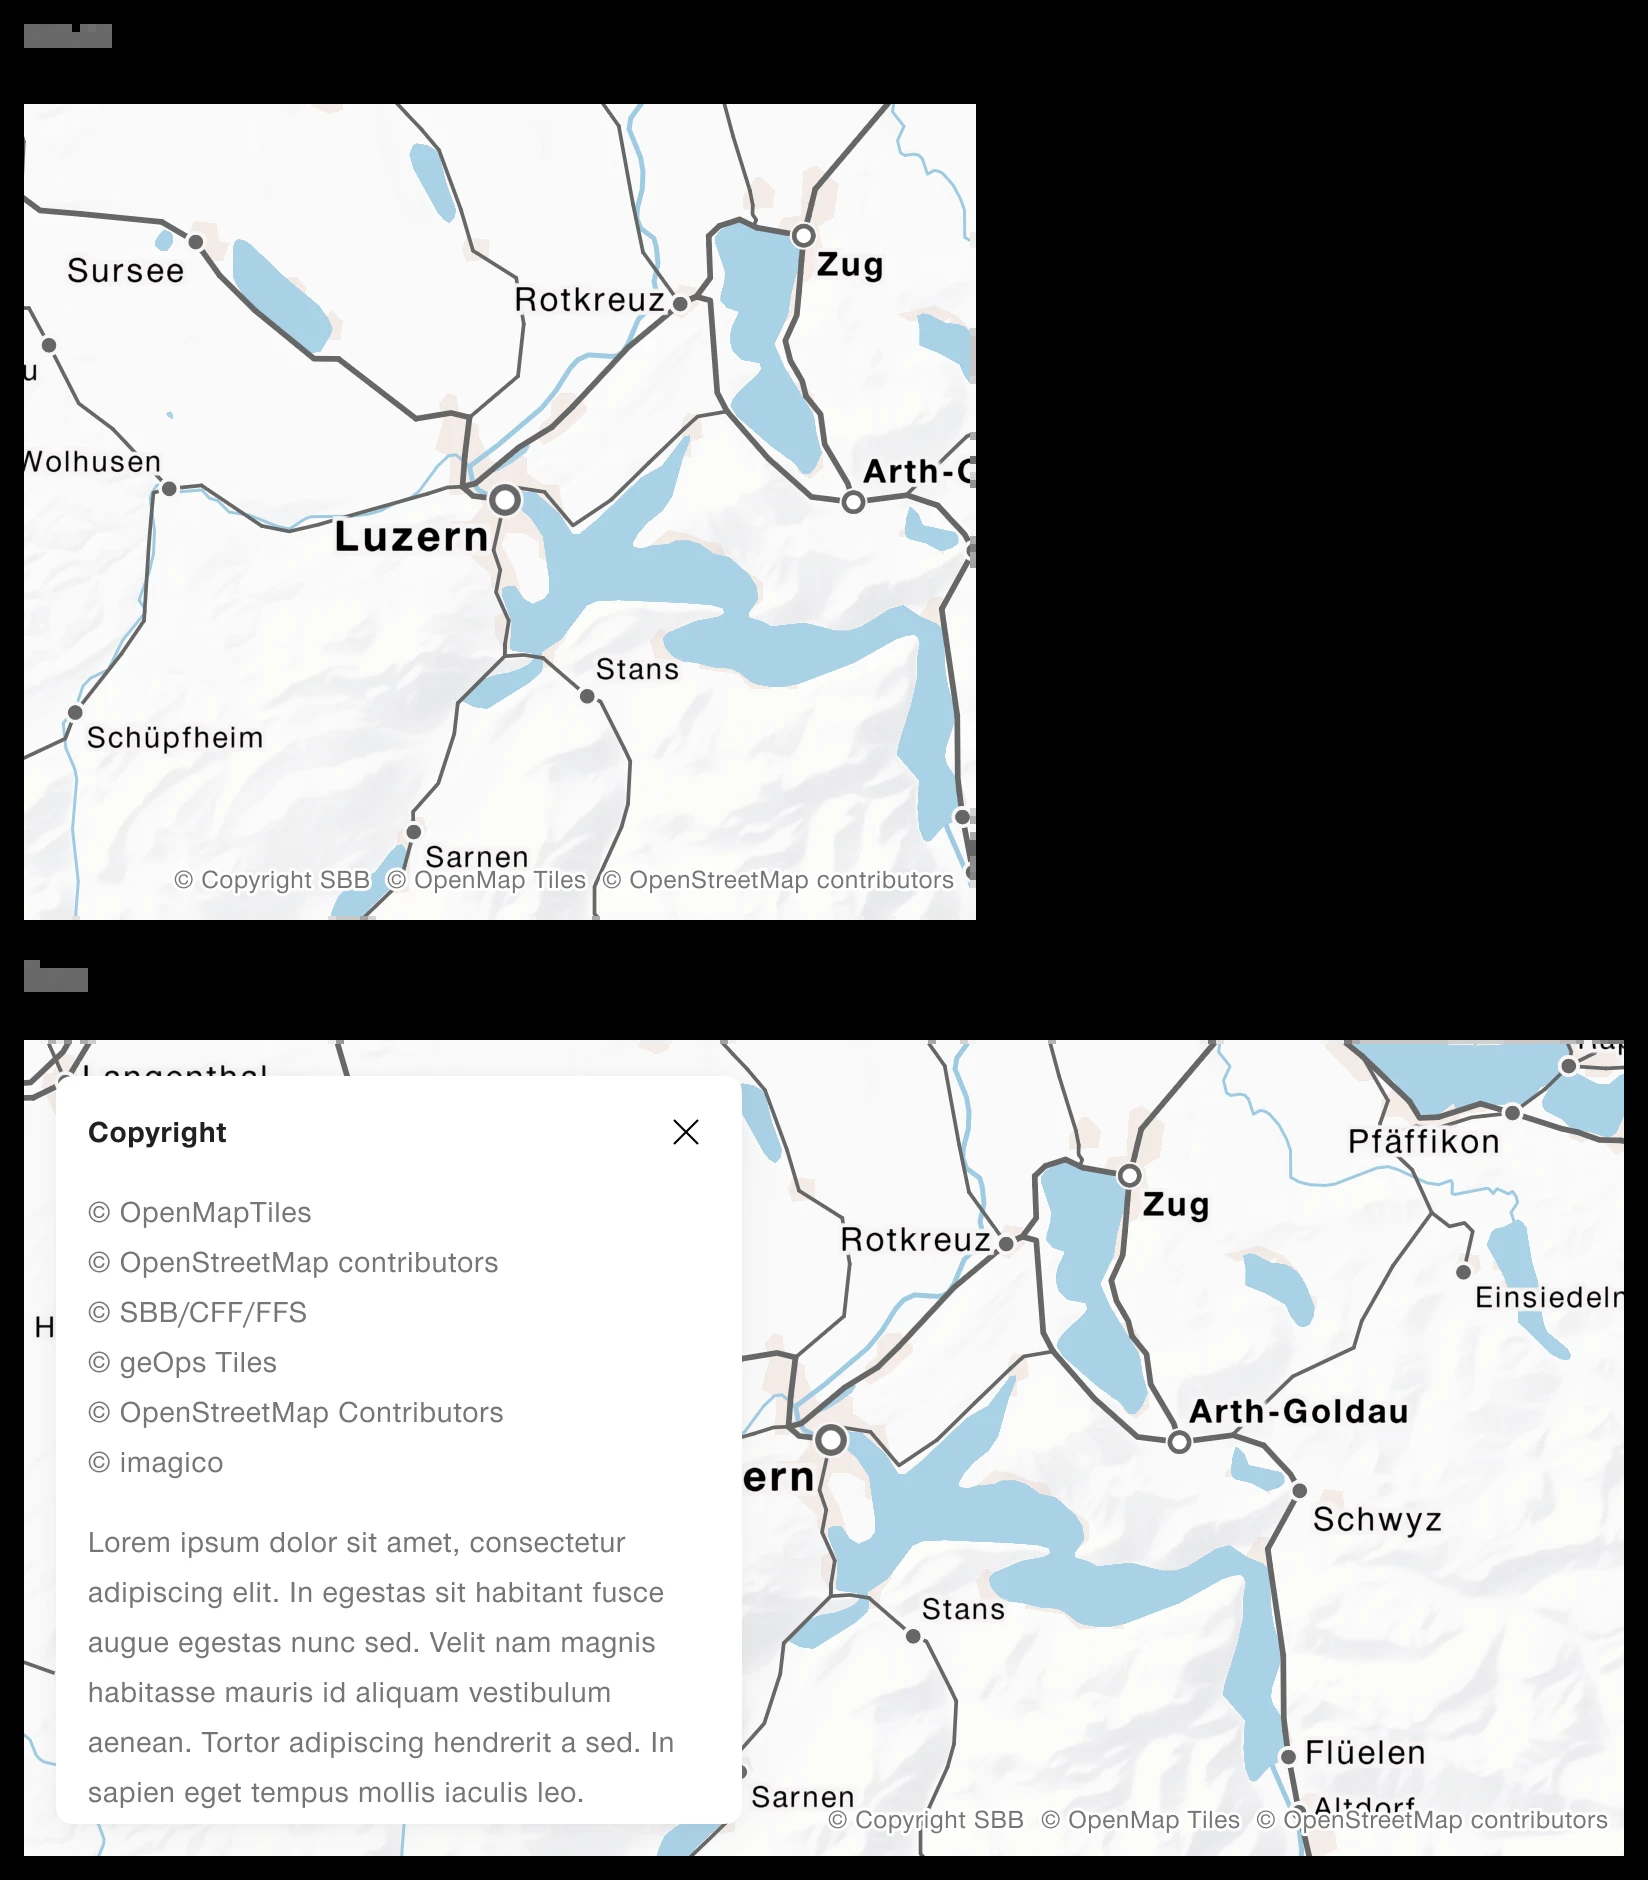 Sursee
Zug
Rotkreuz
u
Wolhusen
Arth-G
Luzern
Stans
Schüpfheim
Sarnen
© Copyright SBB © OpenMap Tiles © OpenStreetMap contributors
Langenthal
Copyright
Pfäffikon
Zug
© OpenMapTiles
Rotkreuz
© OpenStreetMap contributors
Einsiedeln
© SBB/CFF/FFS
H
© geOps Tiles
© OpenStreetMap Contributors
Arth-Goldau
© imagico
ern
Schwyz
Lorem ipsum dolor sit amet, consectetur
adipiscing elit. In egestas sit habitant fusce
augue egestas nunc sed. Velit nam magnis
habitasse mauris id aliquam vestibulum
aenean. Tortor adipiscing hendrerit a sed. In
sapien eget tempus mollis iaculis leo.
Stans
Flüelen
Sarnen
Altdorf
© Copyright SBB © OpenMap Tiles © OpenStreetMap contributors